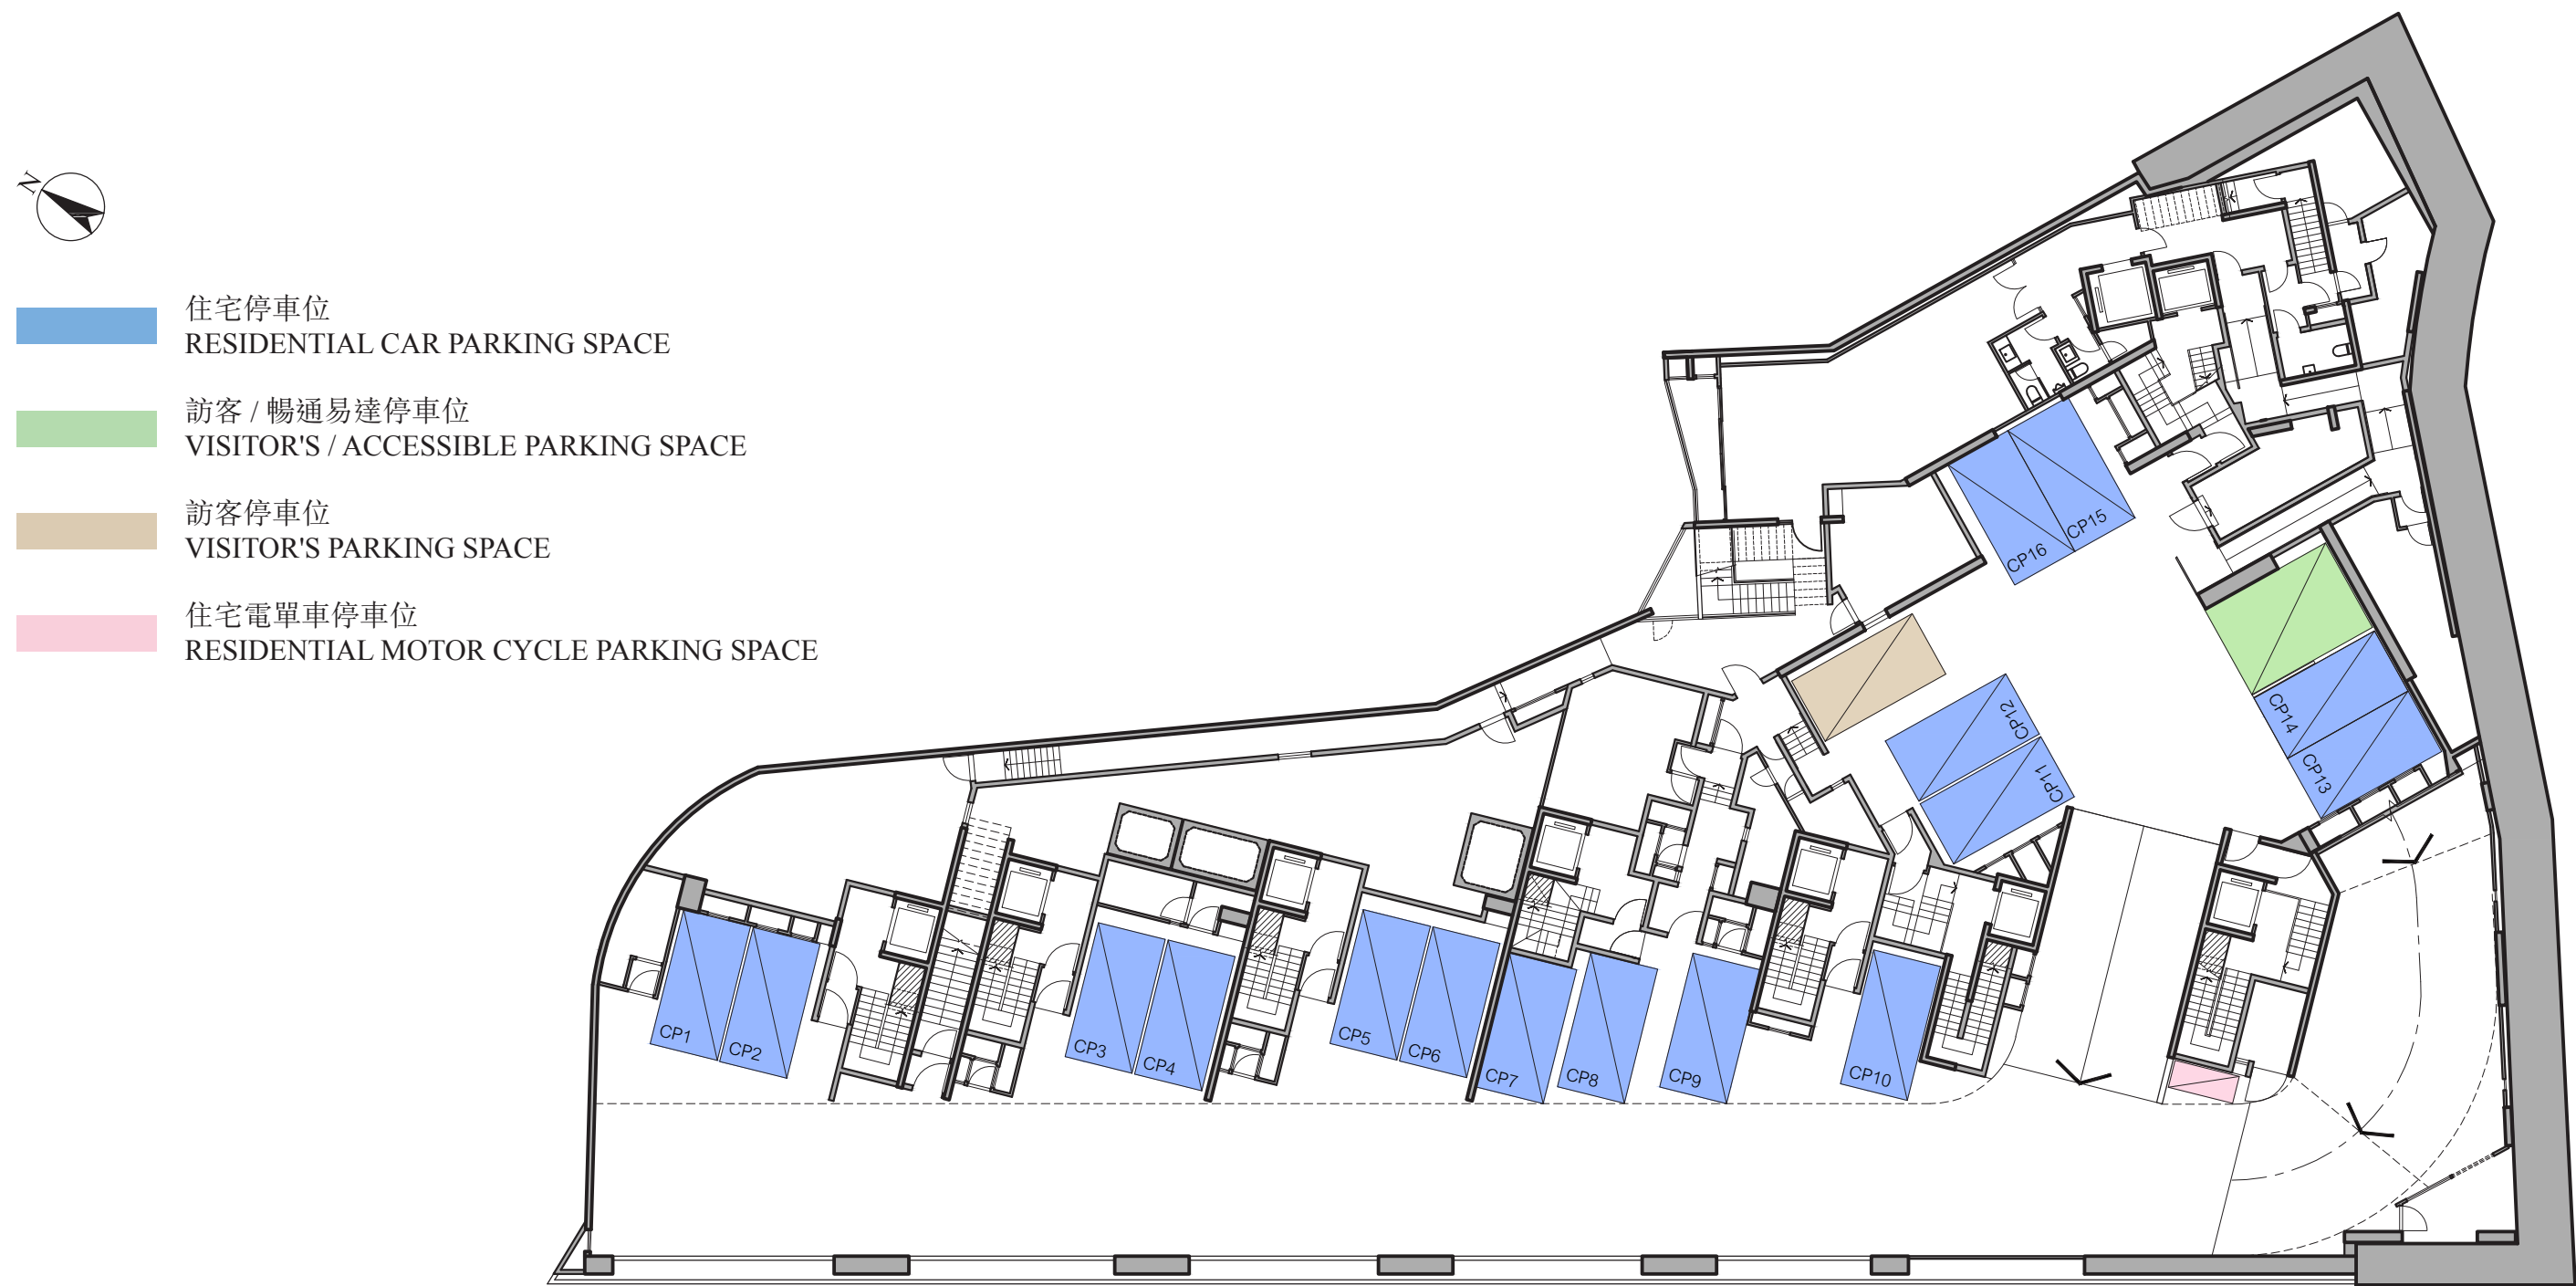 N
住宅停車位
RESIDENTIAL CAR PARKING SPACE
訪客 / 暢通易達停車位
VISITOR'S / ACCESSIBLE PARKING SPACE
訪客停車位
VISITOR'S PARKING SPACE
住宅電單車停車位
RESIDENTIAL MOTOR CYCLE PARKING SPACE
CP1
CP2
CP3
CP4
CP5
CP6
CP7
CP8
CP9
CP10
CP11
CP12
CP13
CP14
CP15
CP16